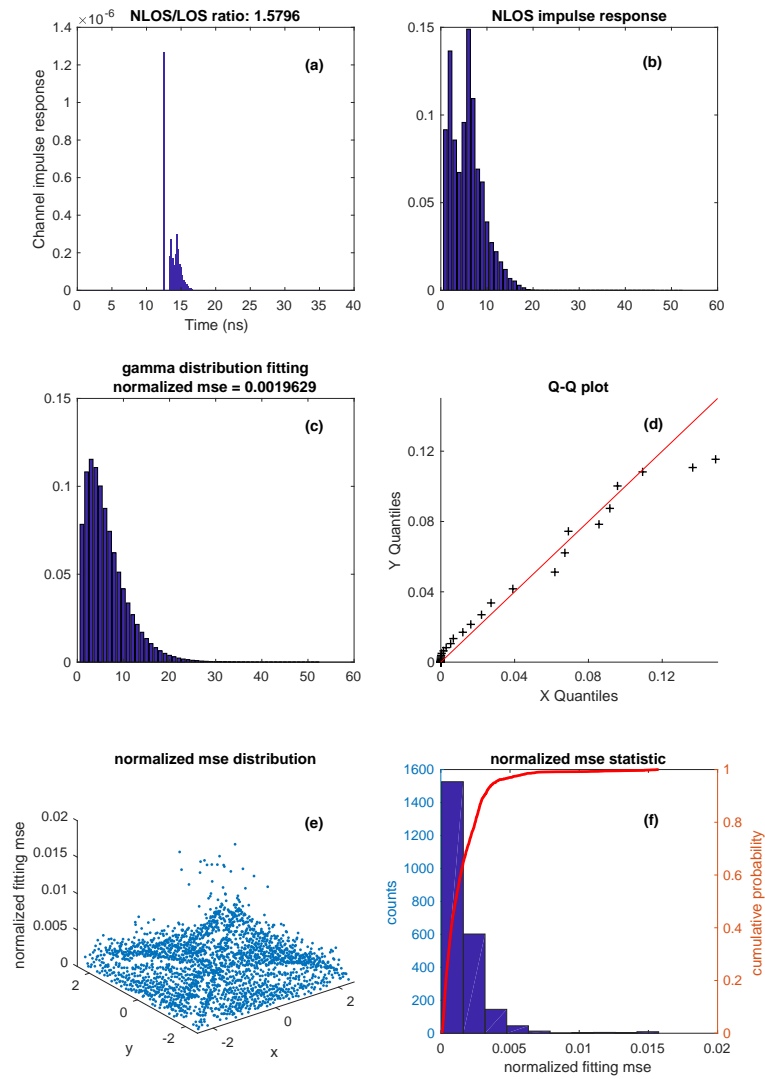 NLOS/LOS ratio: 1.5796
×10^-6
(a)
1.4
1.2
1
0.8
0.6
0.4
0.2
0
Channel impulse response
0 5 10 15 20 25 30 35 40
Time (ns)
NLOS impulse response
(b)
0.15
0.1
0.05
0
0 10 20 30 40 50 60
gamma distribution fitting
normalized mse = 0.0019629
(c)
0.15
0.1
0.05
0
0 10 20 30 40 50 60
Q-Q plot
(d)
0.12
0.08
0.04
0
Y Quantiles
0 0.04 0.08 0.12
X Quantiles
normalized mse distribution
(e)
0.02
0.015
0.01
0.005
0
normalized fitting mse
2
0
-2
y
-2
0
2
x
normalized mse statistic
(f)
1600
1400
1200
1000
800
600
400
200
0
counts
1
0.8
0.6
0.4
0.2
0
cumulative probability
0 0.005 0.01 0.015 0.02
normalized fitting mse